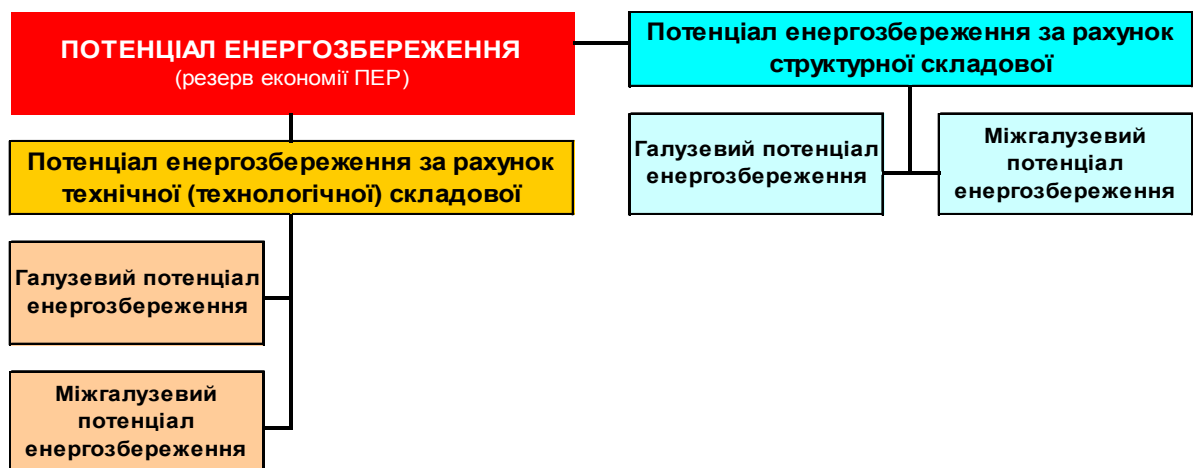 ПОТЕНЦІАЛ ЕНЕРГОЗБЕРЕЖЕННЯ
(резерв економії ПЕР)
Потенціал енергозбереження за рахунок
структурної складової
Галузевий потенціал
енергозбереження
Міжгалузевий
потенціал
енергозбереження
Потенціал енергозбереження за рахунок
технічної (технологічної) складової
Галузевий потенціал
енергозбереження
Міжгалузевий
потенціал
енергозбереження